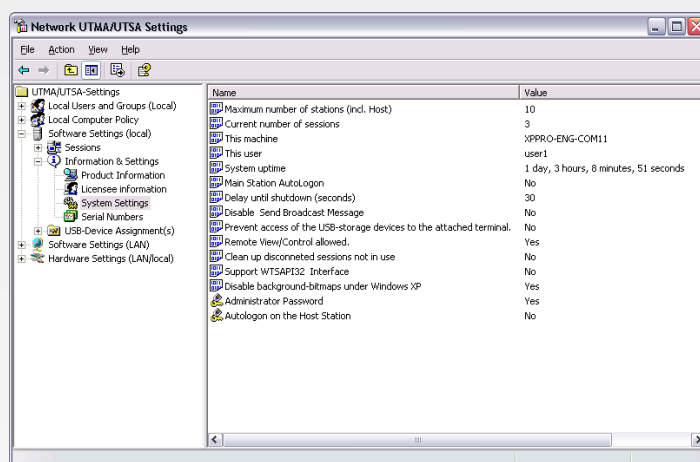 Network UTMA/UTSA Settings
File Action View Help
UTMA/UTSA-Settings
Local Users and Groups (Local)
Local Computer Policy
Software Settings (local)
Sessions
Information & Settings
Product Information
Licensee information
System Settings
Serial Numbers
USB-Device Assignment(s)
Software Settings (LAN)
Hardware Settings (LAN/local)
Name Value
Maximum number of stations (incl. Host) 10
Current number of sessions 3
This machine XPPRO-ENG-COM11
This user user1
System uptime 1 day, 3 hours, 8 minutes, 51 seconds
Main Station AutoLogon No
Delay until shutdown (seconds) 30
Disable Send Broadcast Message No
Prevent access of the USB-storage devices to the attached terminal. No
Remote View/Control allowed. Yes
Clean up disconneted sessions not in use No
Support WTSAPI32 Interface No
Disable background-bitmaps under Windows XP Yes
Administrator Password Yes
Autologon on the Host Station No